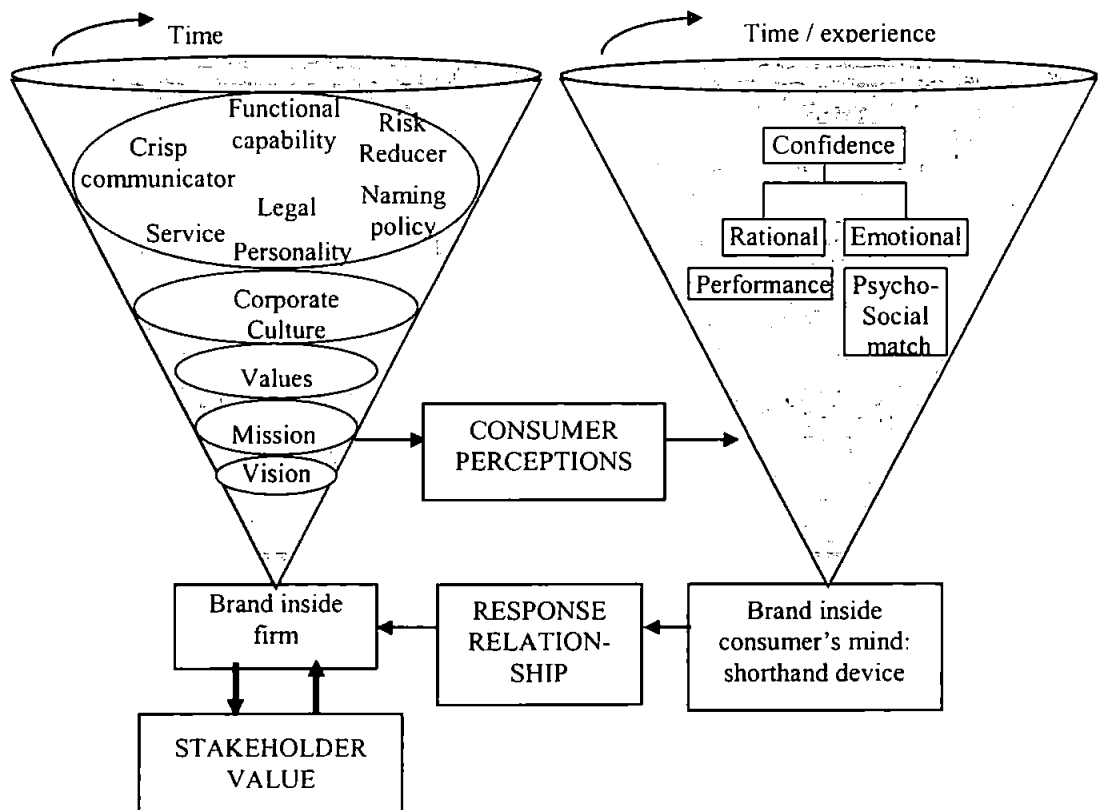 Time
Functional
capability
Risk
Reducer
Crisp
communicator
Legal
Naming
policy
Service
Personality
Corporate
Culture
Values
Mission
Vision
CONSUMER
PERCEPTIONS
Time / experience
Confidence
Rational
Emotional
Performance
Psycho-
Social
match
Brand inside
firm
RESPONSE
RELATION-
SHIP
Brand inside
consumer's mind:
shorthand device
STAKEHOLDER
VALUE